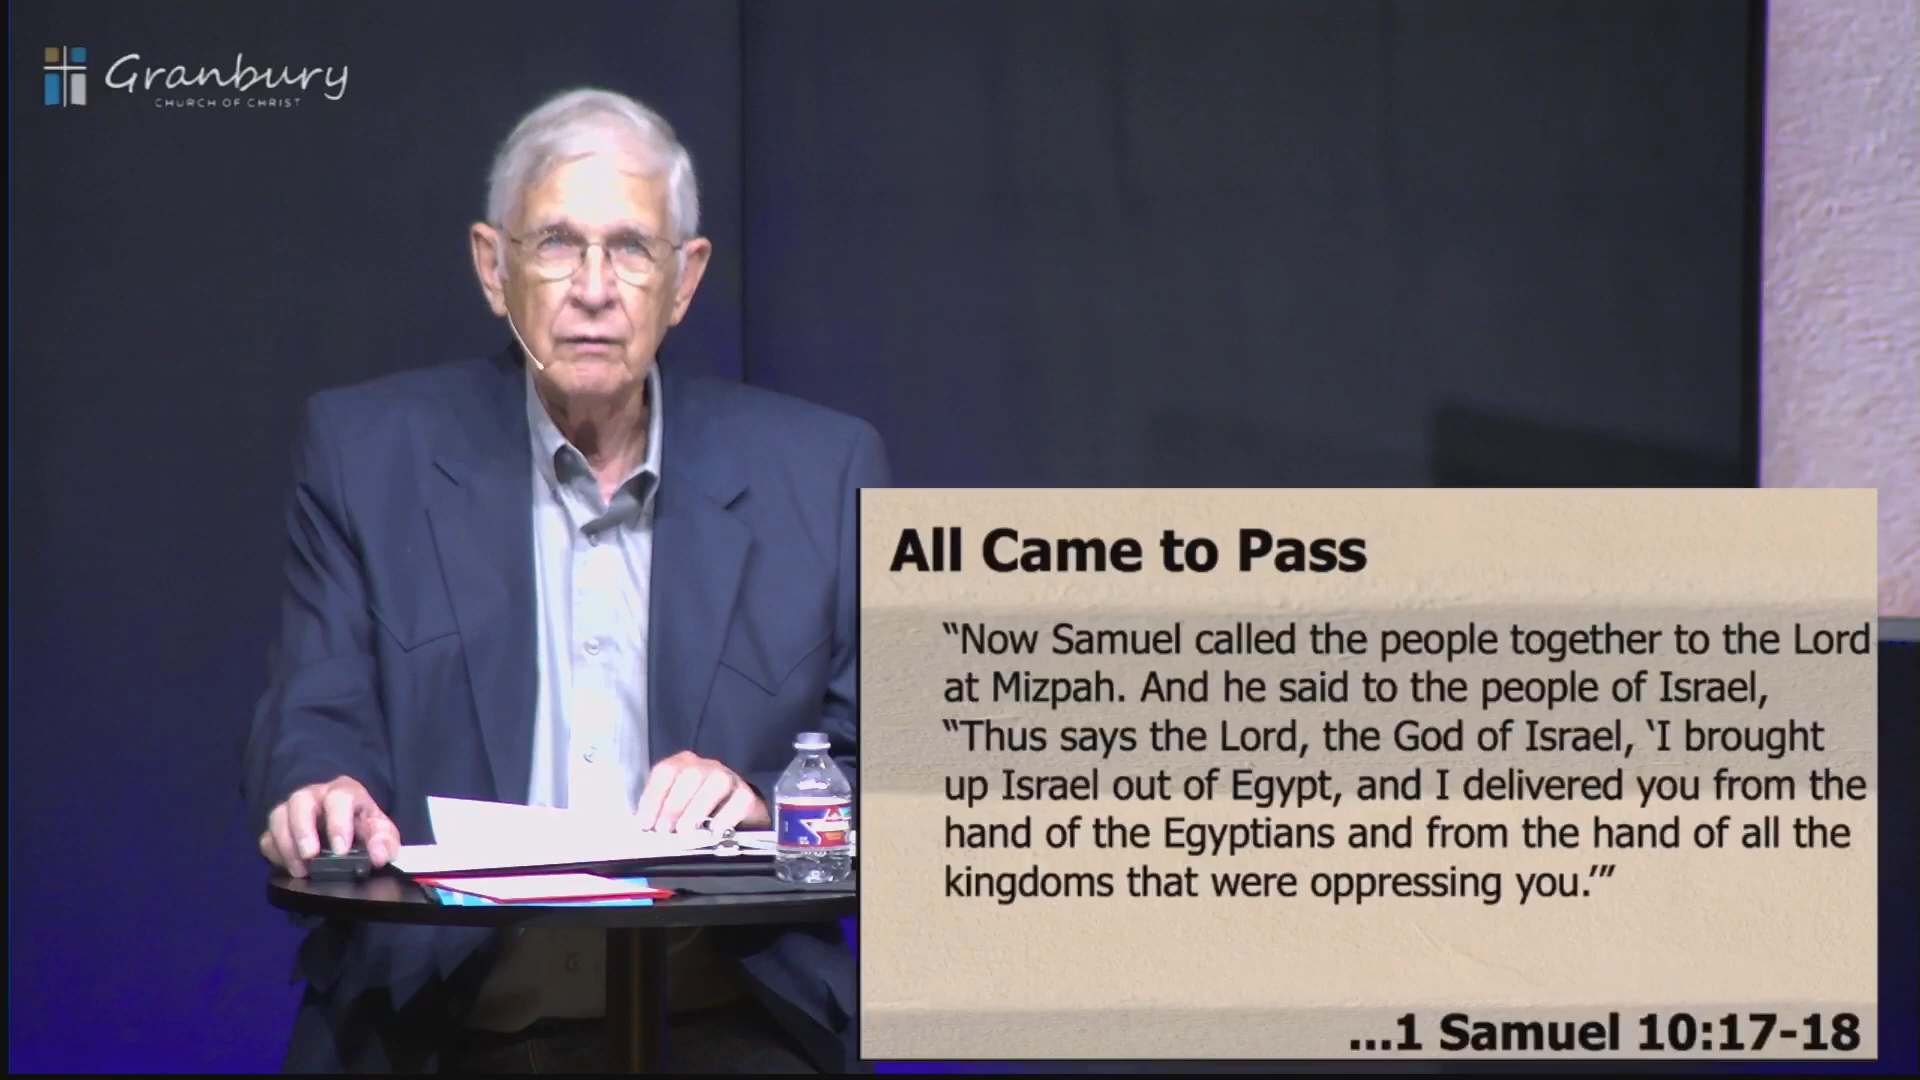 Granbury
CHURCH OF CHRIST
All Came to Pass
“Now Samuel called the people together to the Lord
at Mizpah. And he said to the people of Israel,
“Thus says the Lord, the God of Israel, ‘I brought
up Israel out of Egypt, and I delivered you from the
hand of the Egyptians and from the hand of all the
kingdoms that were oppressing you.’”
...1 Samuel 10:17-18